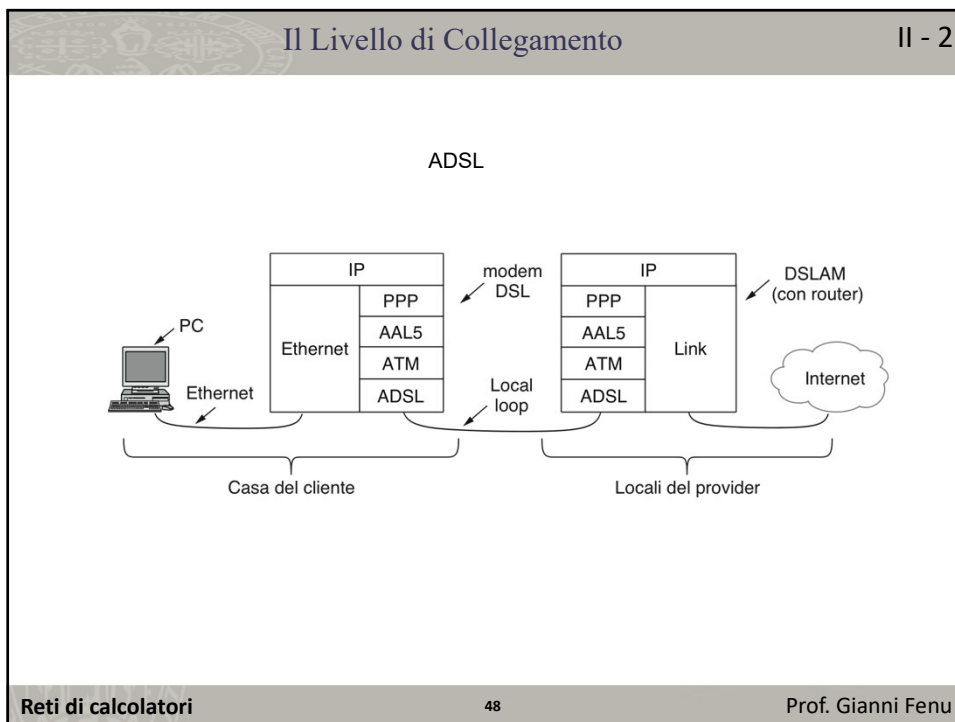 Il Livello di Collegamento
II - 2
ADSL
IP
Ethernet
PPP
AAL5
ATM
ADSL
modem
DSL
IP
PPP
AAL5
ATM
ADSL
Link
DSLAM
(con router)
PC
Ethernet
Local
loop
Internet
Casa del cliente
Locali del provider
Reti di calcolatori
48
Prof. Gianni Fenu